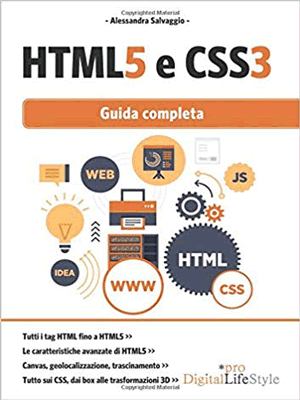 - Alessandra Salvaggio -
HTML5 e CSS3
Guida completa
WEB
JS
IDEA
HTML
WWW
CSS
Tutti i tag HTML fino a HTML5 >>
Le caratteristiche avanzate di HTML5 >>
Canvas, geolocalizzazione, trascinamento >>
Tutto sui CSS, dai box alle trasformazioni 3D >>
*pro
DigitalLifeStyle